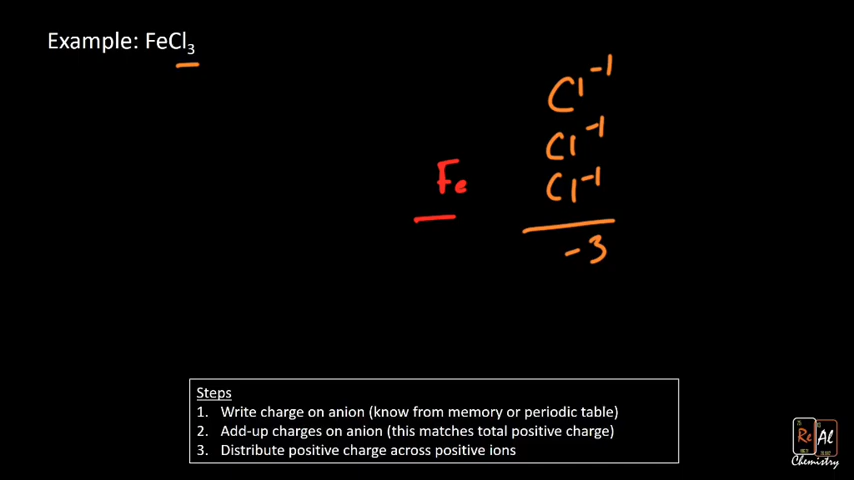 Example: FeCl₃
Cl⁻¹
Cl⁻¹
Fe
Cl⁻¹
-3
Steps
1. Write charge on anion (know from memory or periodic table)
2. Add-up charges on anion (this matches total positive charge)
3. Distribute positive charge across positive ions
Re Al
Chemistry